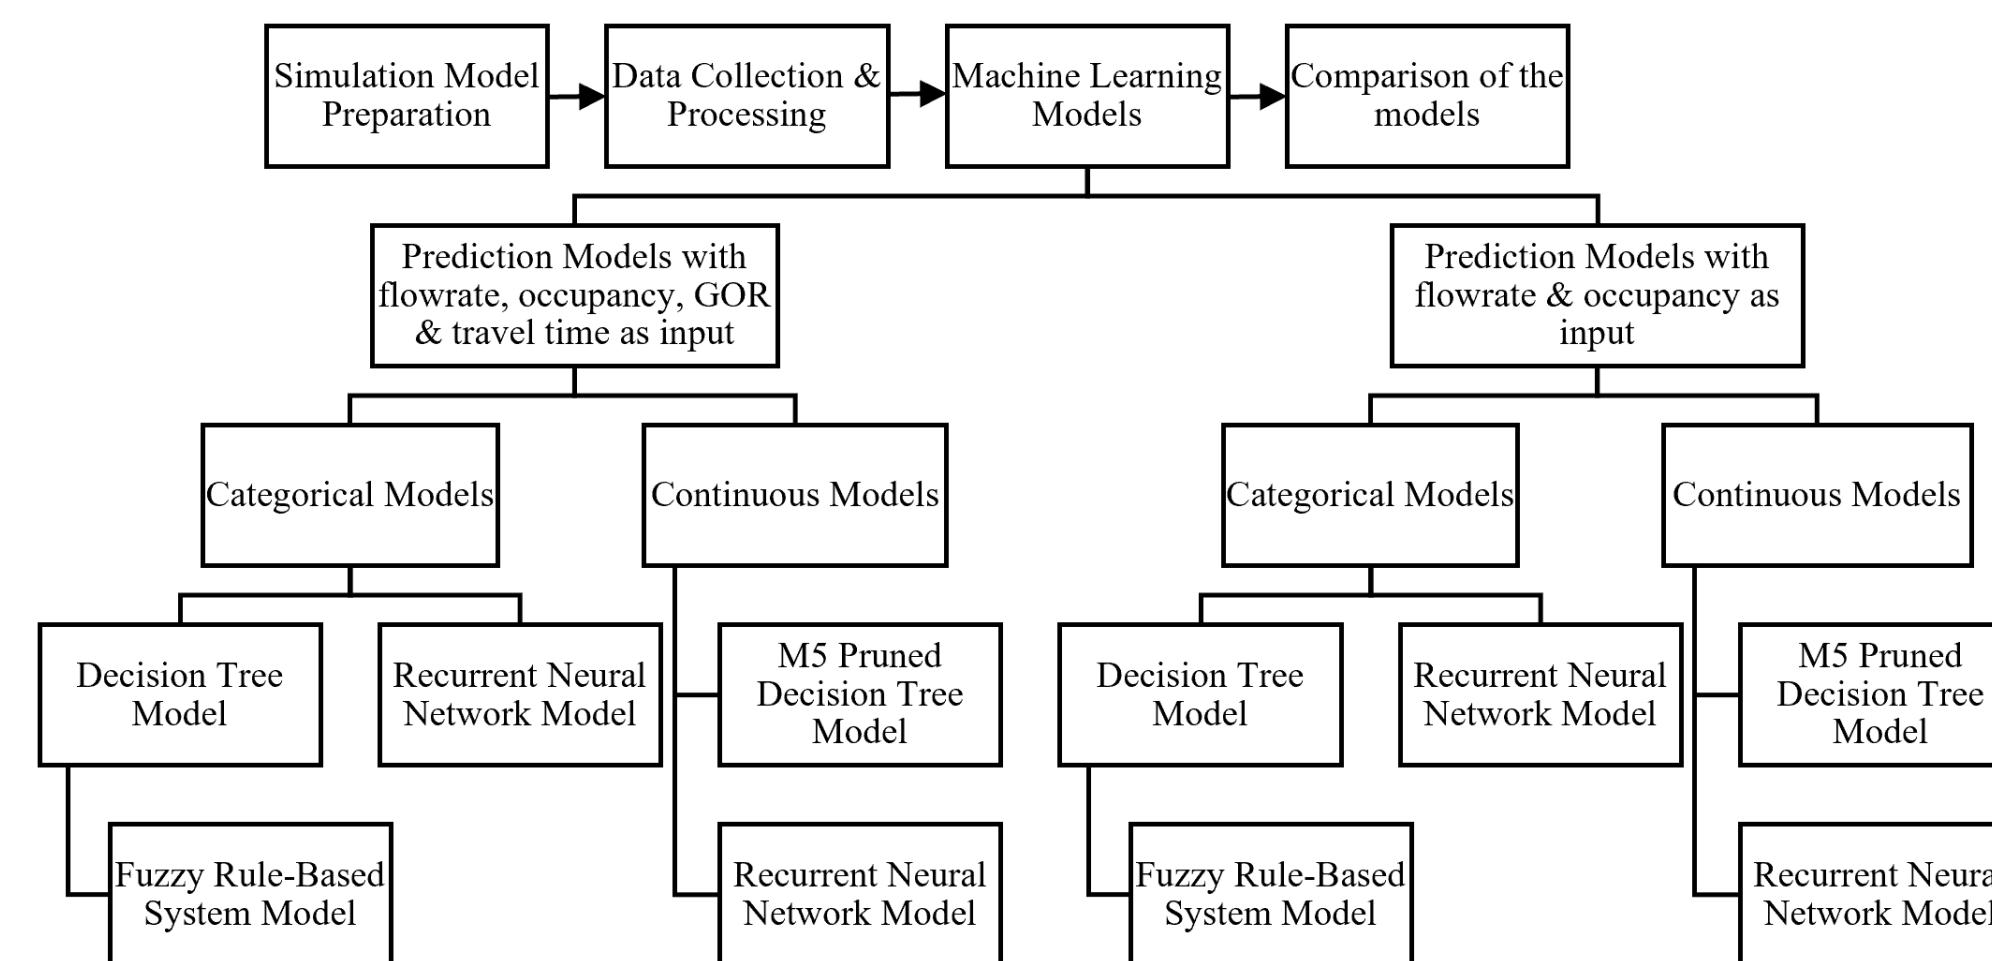 Simulation Model
Preparation
Data Collection &
Processing
Machine Learning
Models
Comparison of the
models
Prediction Models with
flowrate, occupancy, GOR
& travel time as input
Prediction Models with
flowrate & occupancy as
input
Categorical Models
Continuous Models
Categorical Models
Continuous Models
Decision Tree
Model
Recurrent Neural
Network Model
M5 Pruned
Decision Tree
Model
Decision Tree
Model
Recurrent Neural
Network Model
M5 Pruned
Decision Tree
Model
Fuzzy Rule-Based
System Model
Recurrent Neural
Network Model
Fuzzy Rule-Based
System Model
Recurrent Neura
Network Model